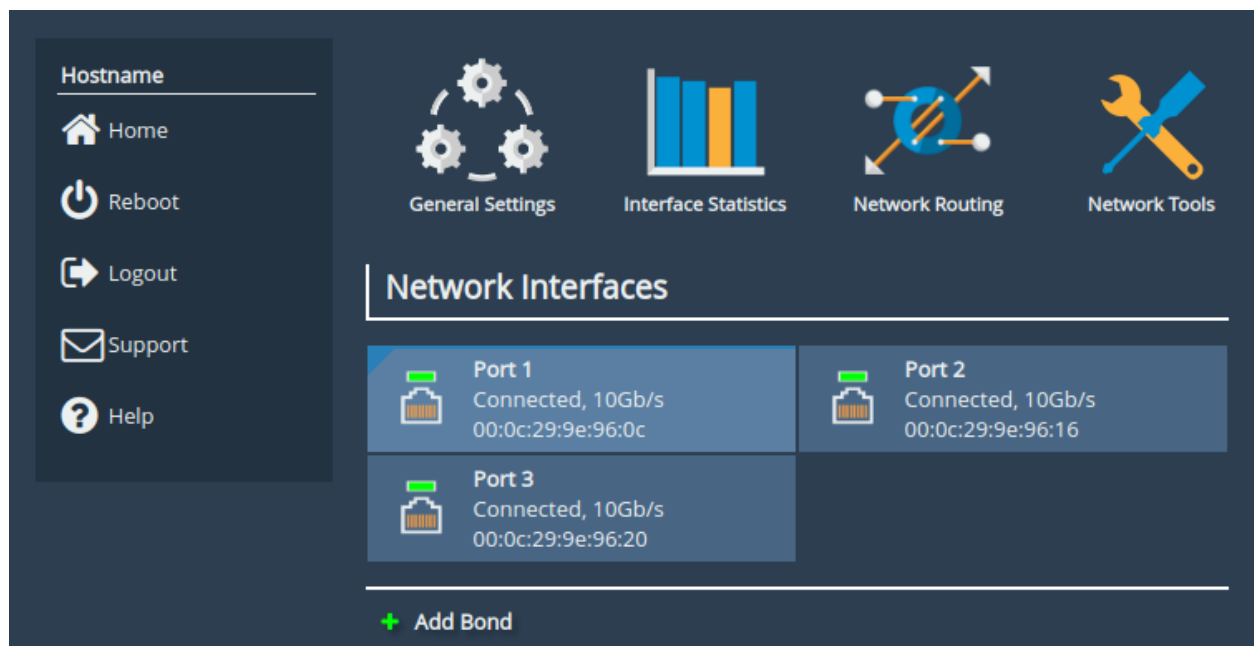 Hostname
Home
Reboot
Logout
Support
Help
General Settings
Interface Statistics
Network Routing
Network Tools
Network Interfaces
Port 1
Connected, 10Gb/s
00:0c:29:9e:96:0c
Port 2
Connected, 10Gb/s
00:0c:29:9e:96:16
Port 3
Connected, 10Gb/s
00:0c:29:9e:96:20
Add Bond